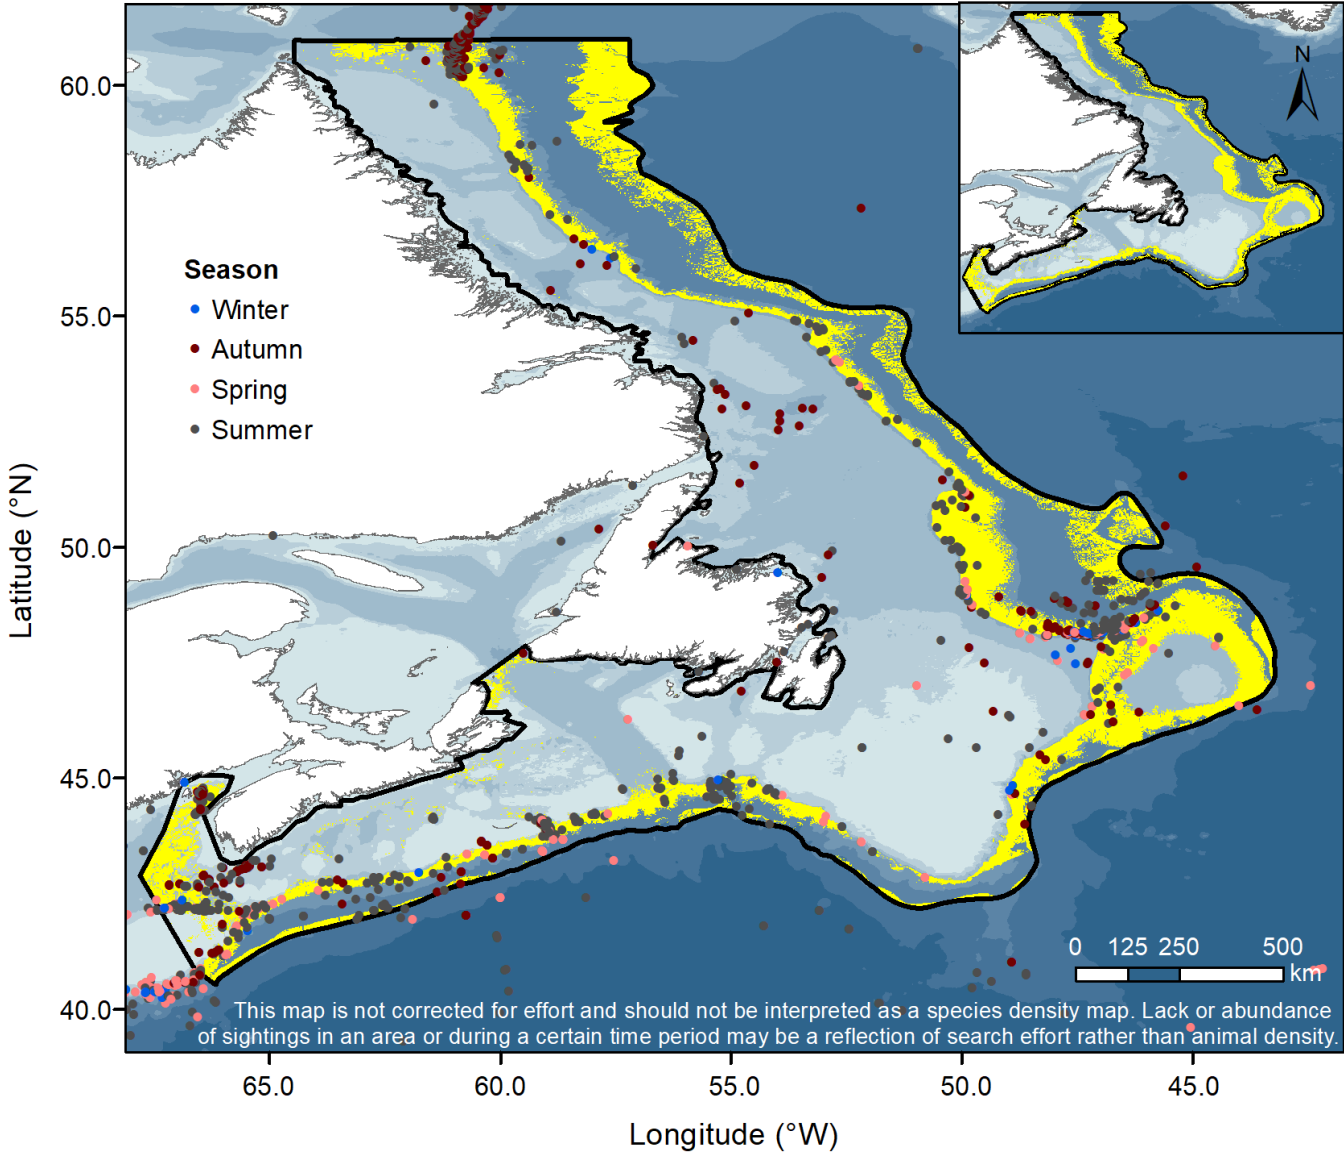 N
60.0
55.0
50.0
45.0
40.0
Latitude (°N)
Season
Winter
Autumn
Spring
Summer
0 125 250 500
km
This map is not corrected for effort and should not be interpreted as a species density map. Lack or abundance
of sightings in an area or during a certain time period may be a reflection of search effort rather than animal density.
65.0 60.0 55.0 50.0 45.0
Longitude (°W)